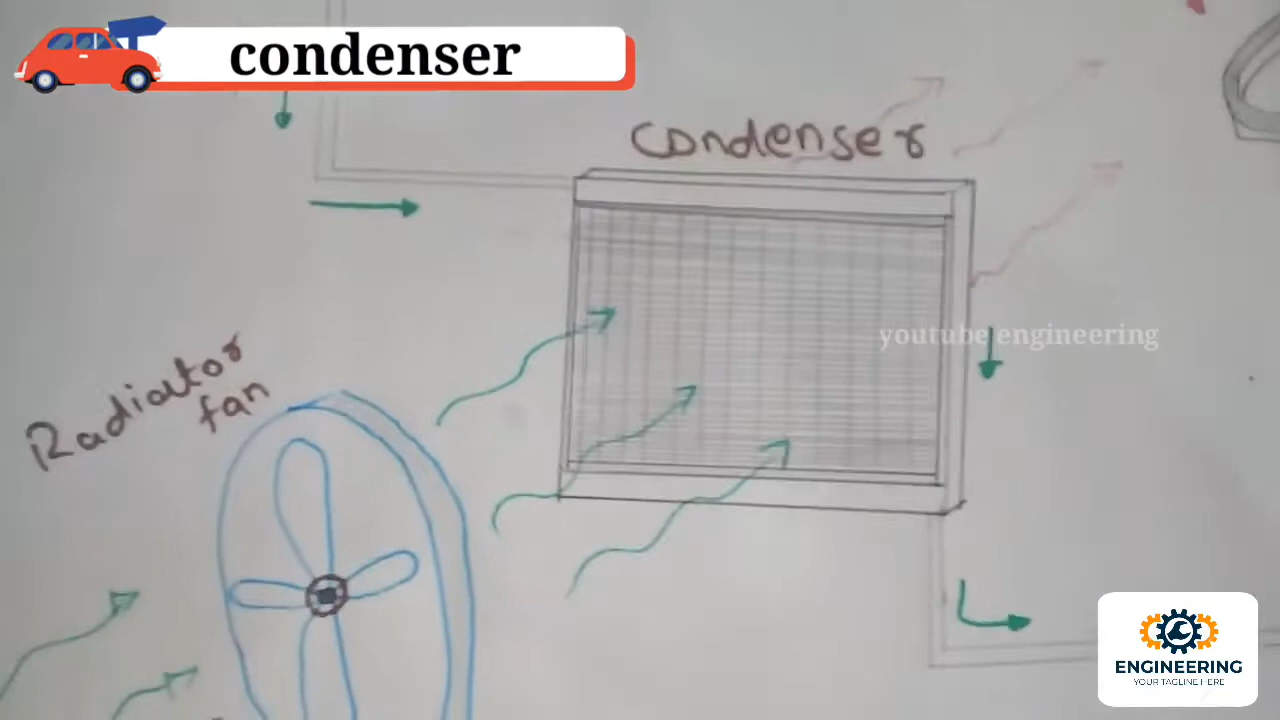 condenser
Condenser
youtube engineering
Radiator
fan
ENGINEERING
YOUR TAGLINE HERE